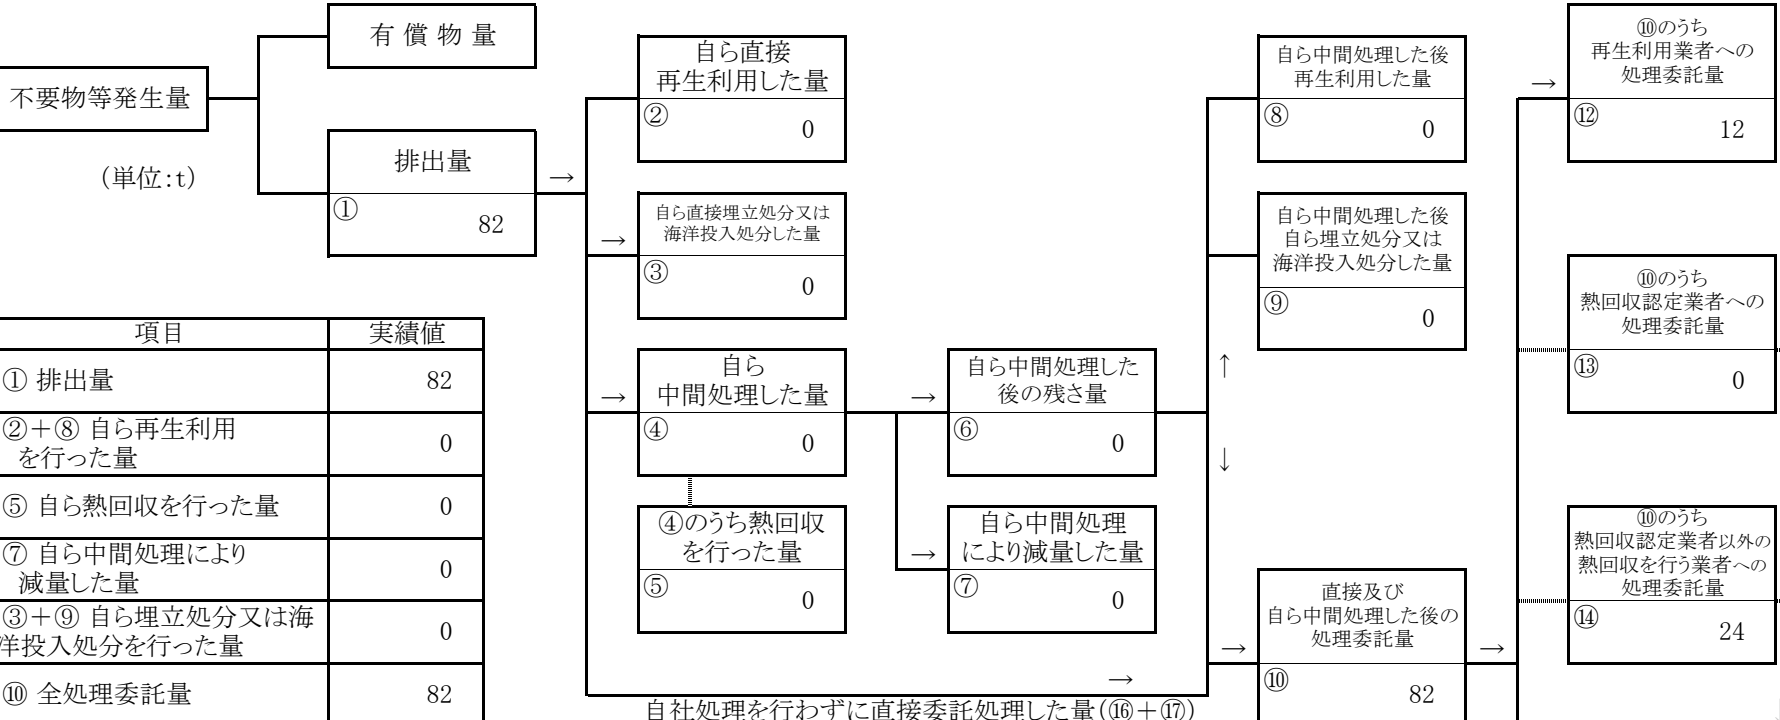 有 償 物 量
不要物等発生量
(単位:t)
排出量
①
82
→
自ら直接
再生利用した量
②
0
→
自ら直接埋立処分又は
海洋投入処分した量
③
0
→
自ら
中間処理した量
④
0
④のうち熱回収
を行った量
⑤
0
→
自ら中間処理した
後の残さ量
⑥
0
→
自ら中間処理
により減量した量
⑦
0
↑
↓
自ら中間処理した後
再生利用した量
⑧
0
自ら中間処理した後
自ら埋立処分又は
海洋投入処分した量
⑨
0
→
自社処理を行わずに直接委託処理した量(⑯+⑰)
→
直接及び
自ら中間処理した後の
処理委託量
⑩
82
→
→
⑩のうち
再生利用業者への
処理委託量
⑫
12
⑩のうち
熱回収認定業者への
処理委託量
⑬
0
⑩のうち
熱回収認定業者以外の
熱回収を行う業者への
処理委託量
⑭
24
項目 実績値
① 排出量 82
②+⑧ 自ら再生利用
を行った量 0
⑤ 自ら熱回収を行った量 0
⑦ 自ら中間処理により
減量した量 0
③+⑨ 自ら埋立処分又は海
洋投入処分を行った量 0
⑩ 全処理委託量 82